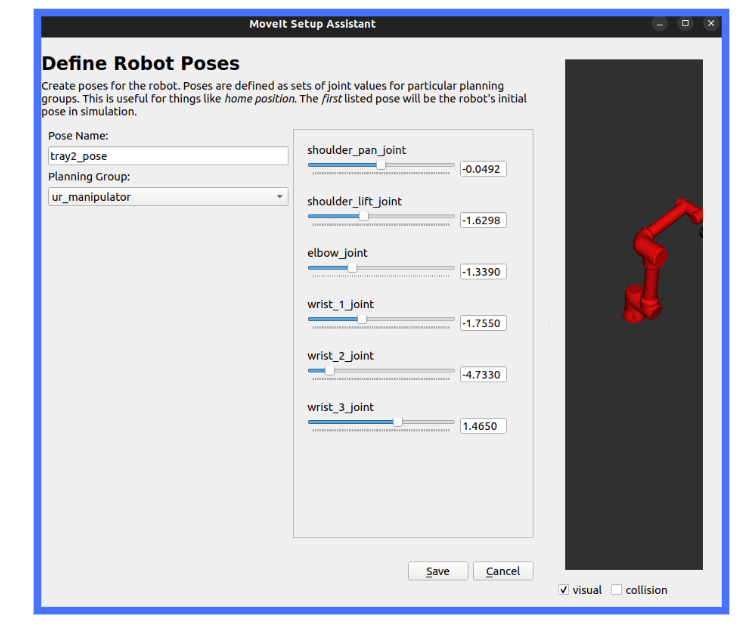 MoveIt Setup Assistant
Define Robot Poses
Create poses for the robot. Poses are defined as sets of joint values for particular planning
groups. This is useful for things like home position. The first listed pose will be the robot's initial
pose in simulation.
Pose Name:
tray2_pose
Planning Group:
ur_manipulator
shoulder_pan_joint
-0.0492
shoulder_lift_joint
-1.6298
elbow_joint
-1.3390
wrist_1_joint
-1.7550
wrist_2_joint
-4.7330
wrist_3_joint
1.4650
Save Cancel
visual collision